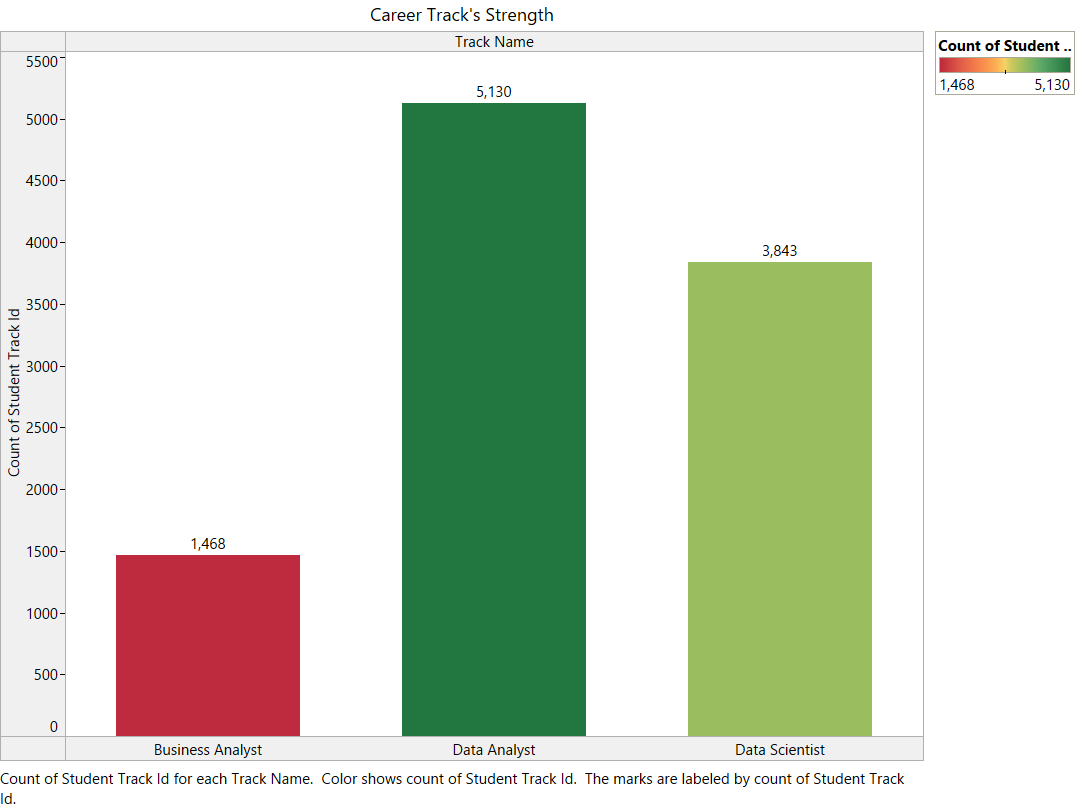 Career Track's Strength
Track Name
Count of Student ..
1,468 5,130
Count of Student Track Id
5500
5000
4500
4000
3500
3000
2500
2000
1500
1000
500
0
1,468
5,130
3,843
Business Analyst
Data Analyst
Data Scientist
Count of Student Track Id for each Track Name.  Color shows count of Student Track Id.  The marks are labeled by count of Student Track
Id.